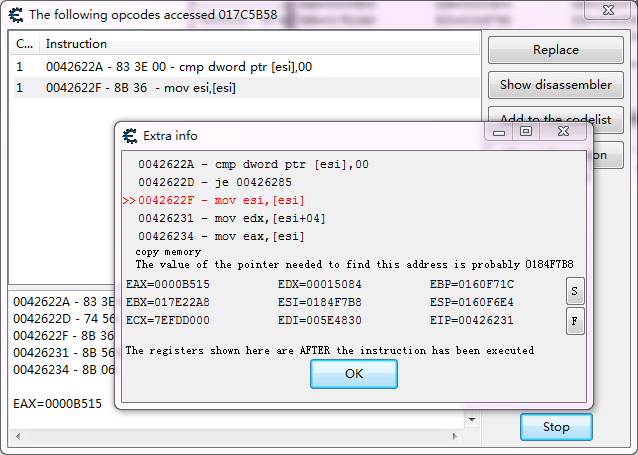 The following opcodes accessed 017C5B58
C... Instruction
1 0042622A - 83 3E 00 - cmp dword ptr [esi],00
1 0042622F - 8B 36 - mov esi,[esi]
Replace
Show disassembler
Add to the codelist
Extra info
0042622A - cmp dword ptr [esi],00
0042622D - je 00426285
>>0042622F - mov esi,[esi]
00426231 - mov edx,[esi+04]
00426234 - mov eax,[esi]
copy memory
The value of the pointer needed to find this address is probably 0184F7B8
EAX=0000B515 EDX=00015084 EBP=0160F71C
EBX=017E22A8 ESI=0184F7B8 ESP=0160F6E4
ECX=7EFDD000 EDI=005E4830 EIP=00426231
S
F
The registers shown here are AFTER the instruction has been executed
OK
0042622A - 83 3E
0042622D - 74 56
0042622F - 8B 36
00426231 - 8B 56
00426234 - 8B 06
EAX=0000B515
Stop